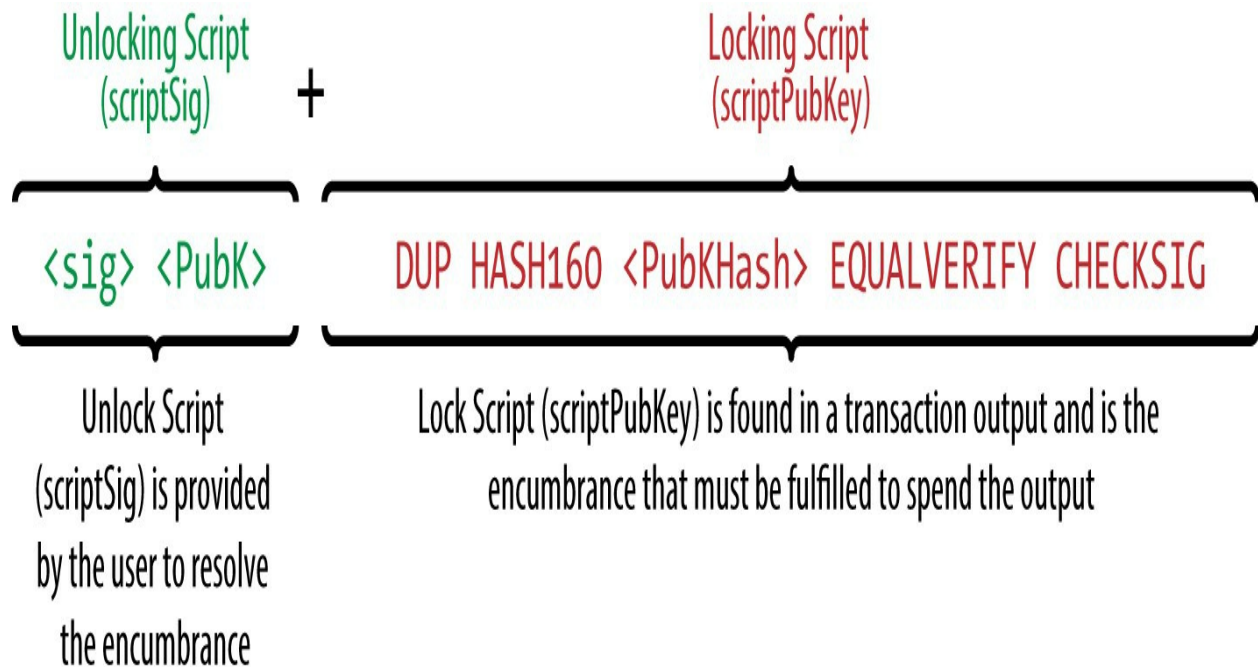 Unlocking Script
(scriptSig)
+
Locking Script
(scriptPubKey)
<sig> <PubK>
DUP HASH160 <PubKHash> EQUALVERIFY CHECKSIG
Unlock Script
(scriptSig) is provided
by the user to resolve
the encumbrance
Lock Script (scriptPubKey) is found in a transaction output and is the
encumbrance that must be fulfilled to spend the output